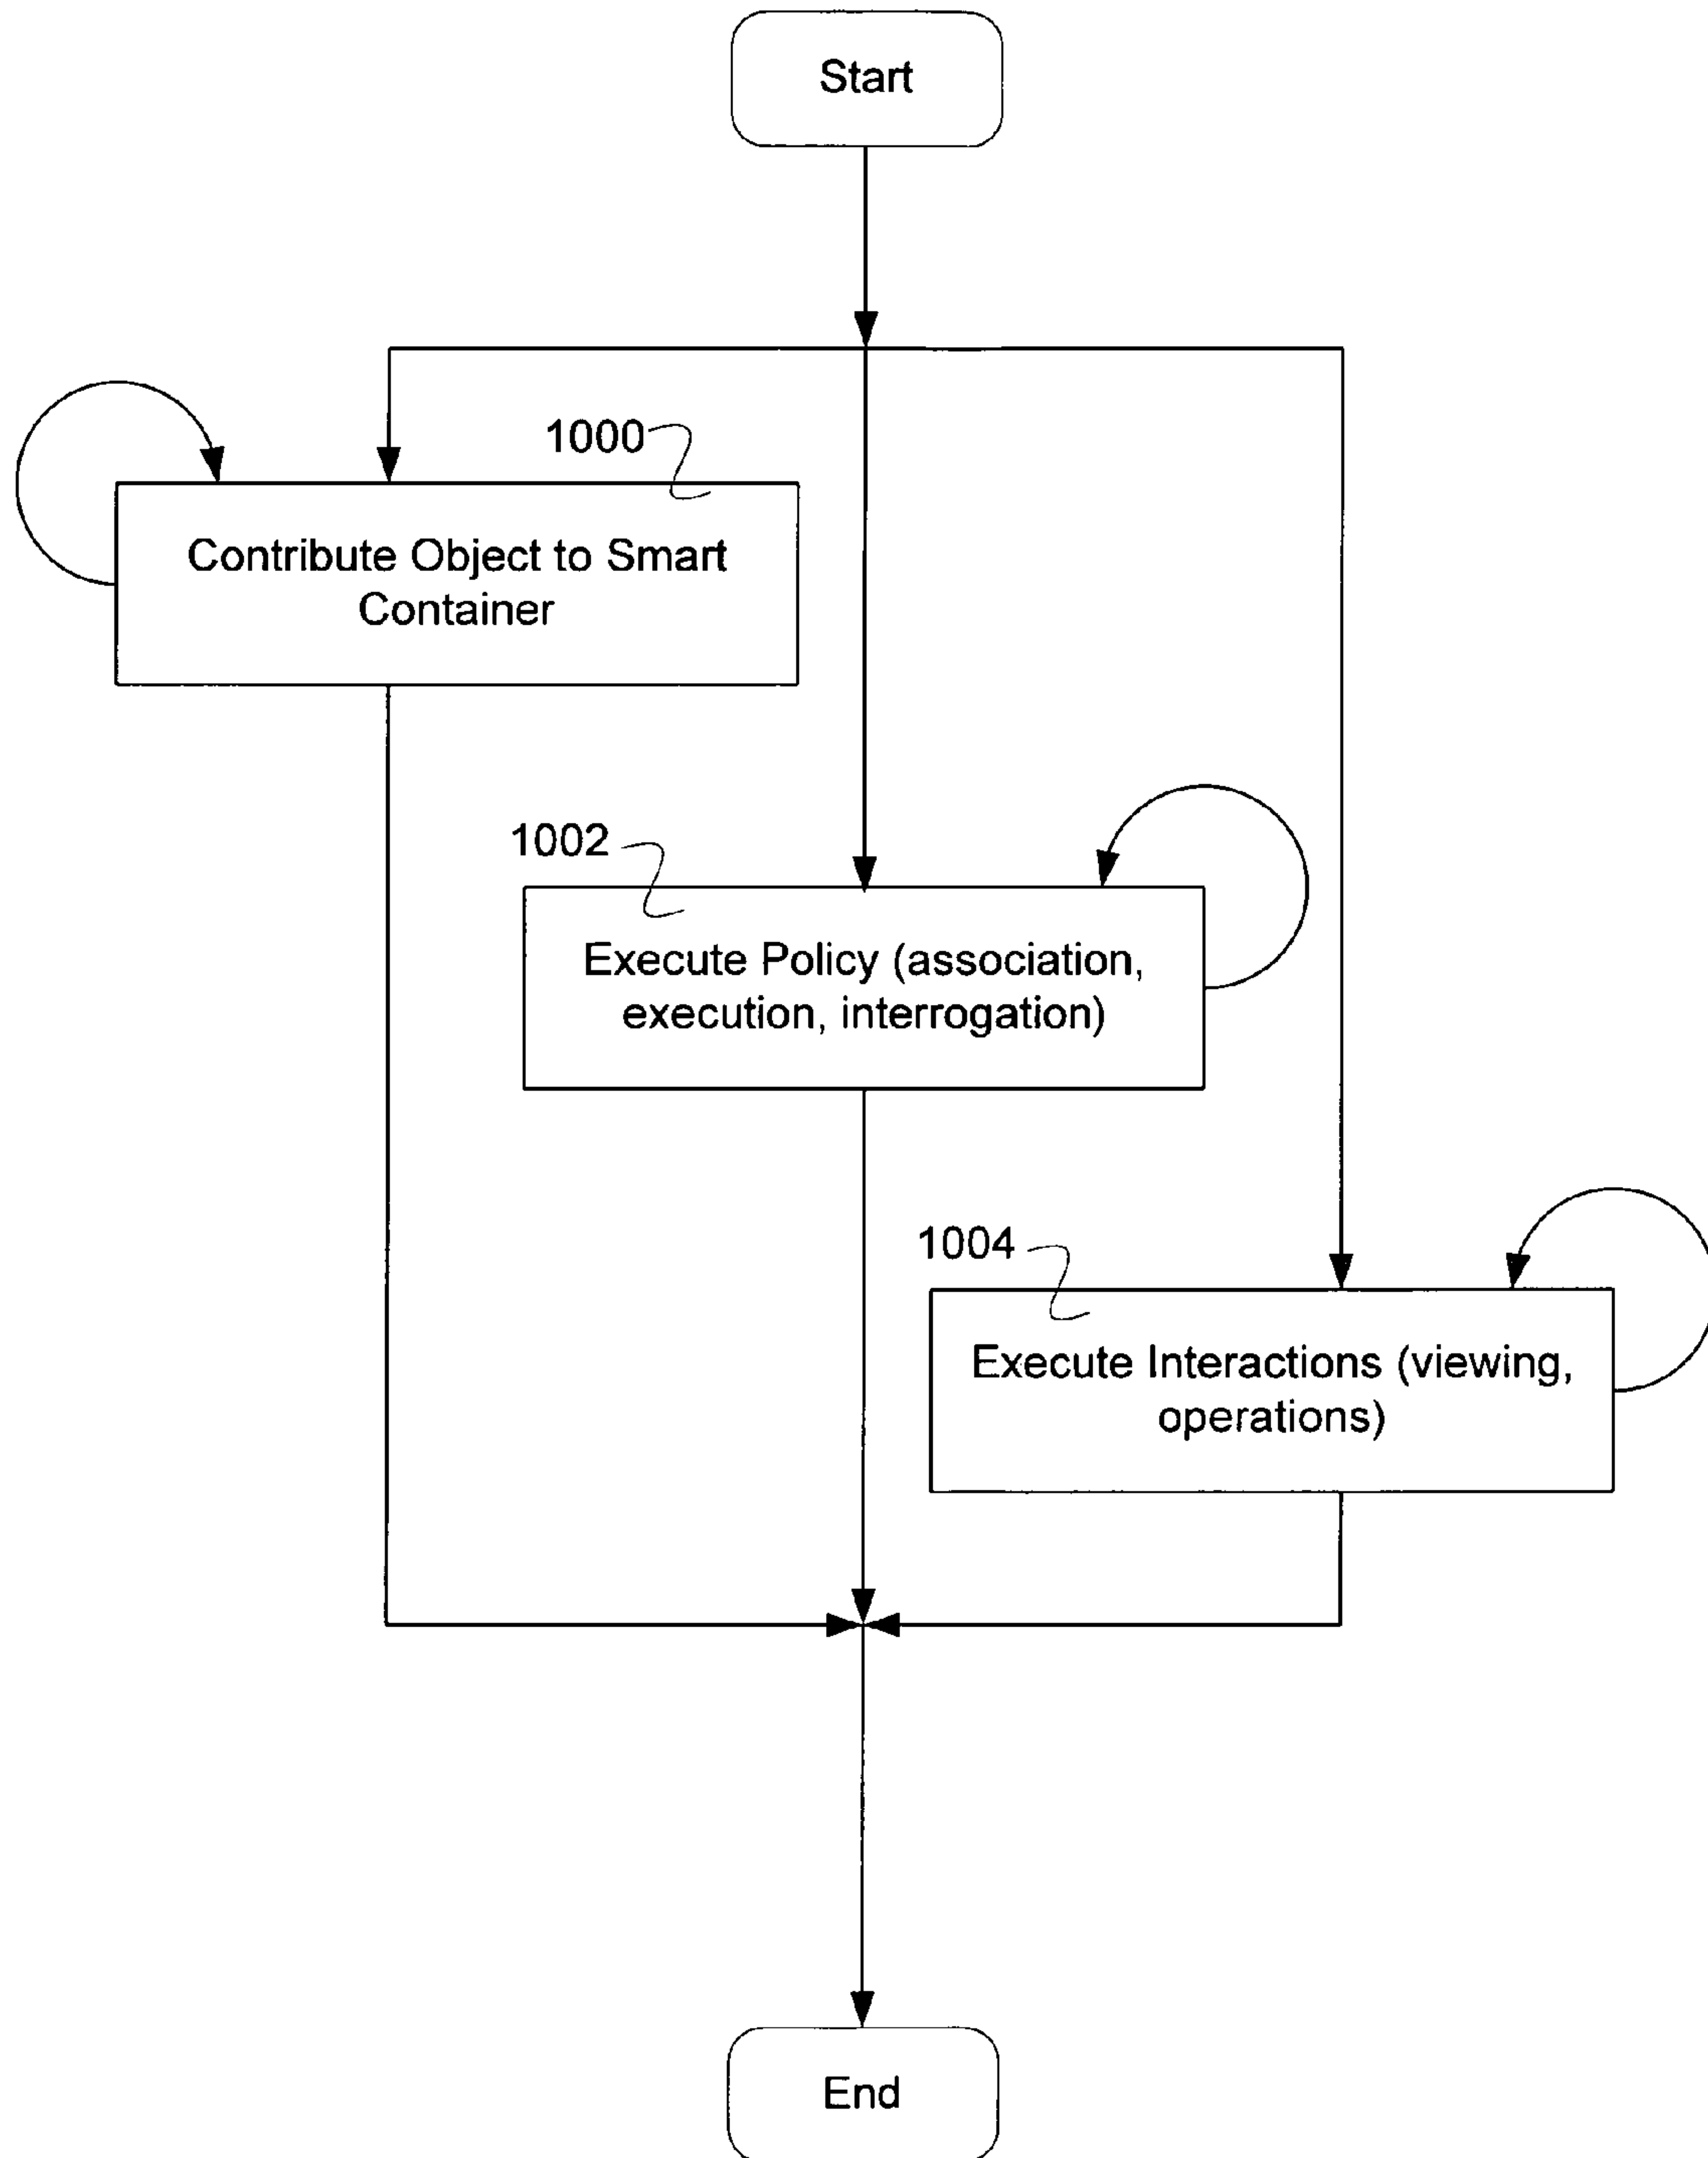 Start
1000
Contribute Object to Smart
Container
1002
Execute Policy (association,
execution, interrogation)
1004
Execute Interactions (viewing,
operations)
End